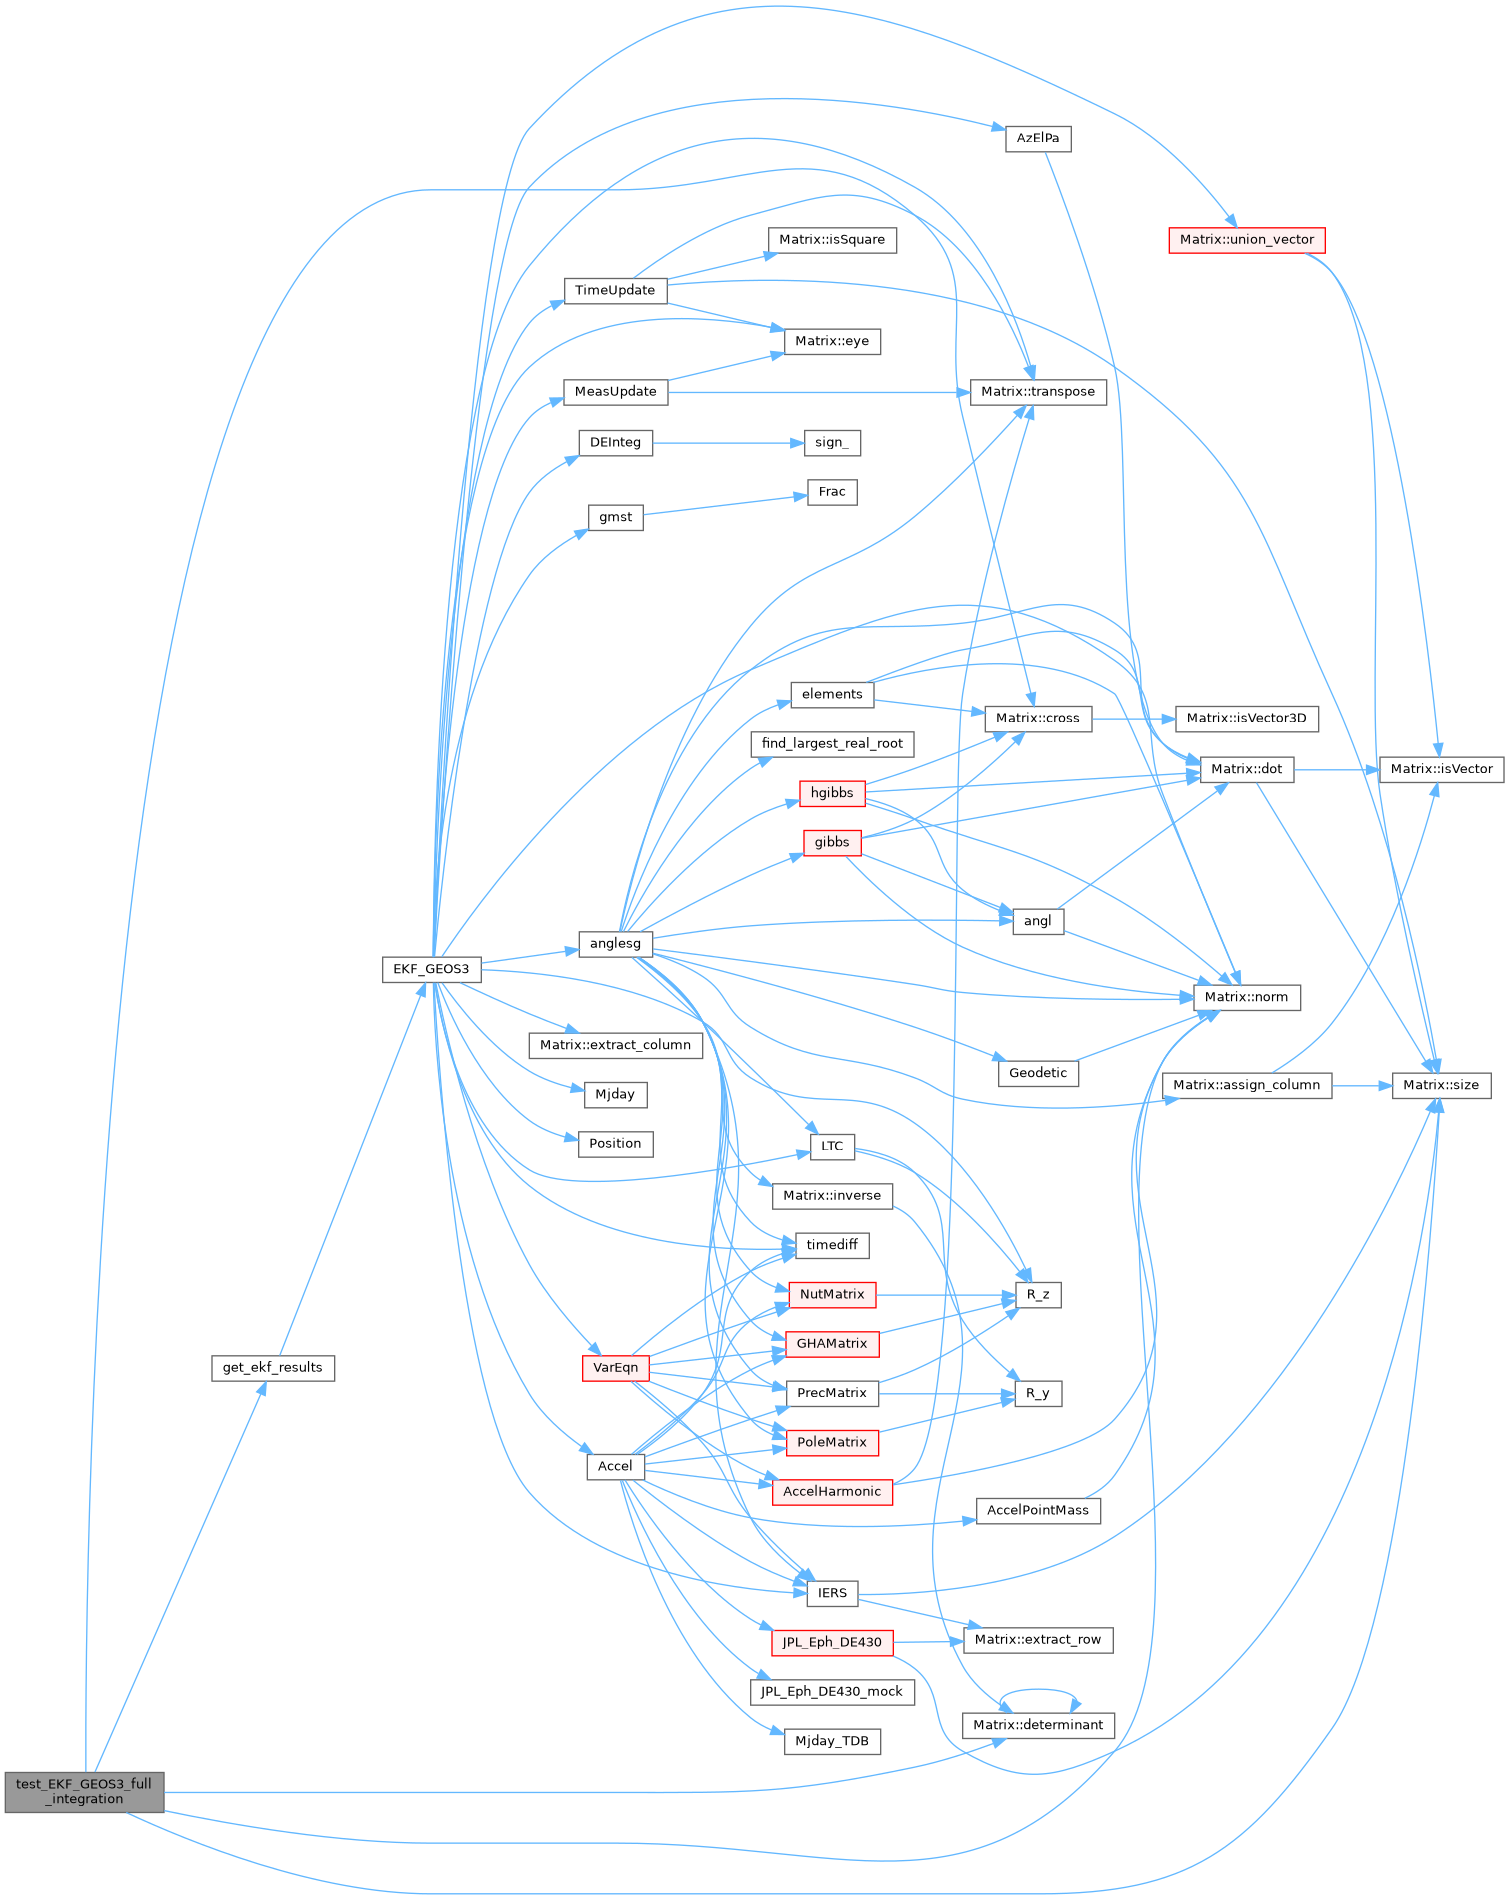 AzElPa
Matrix::union_vector
Matrix::isSquare
TimeUpdate
Matrix::eye
MeasUpdate
Matrix::transpose
DEInteg
sign_
Frac
gmst
elements
Matrix::cross
Matrix::isVector3D
find_largest_real_root
Matrix::dot
Matrix::isVector
hgibbs
gibbs
angl
anglesg
EKF_GEOS3
Matrix::norm
Matrix::extract_column
Geodetic
Matrix::assign_column
Matrix::size
Mjday
Position
LTC
Matrix::inverse
timediff
NutMatrix
R_z
GHAMatrix
get_ekf_results
VarEqn
PrecMatrix
R_y
PoleMatrix
Accel
AccelHarmonic
AccelPointMass
IERS
JPL_Eph_DE430
Matrix::extract_row
JPL_Eph_DE430_mock
Matrix::determinant
Mjday_TDB
test_EKF_GEOS3_full
_integration